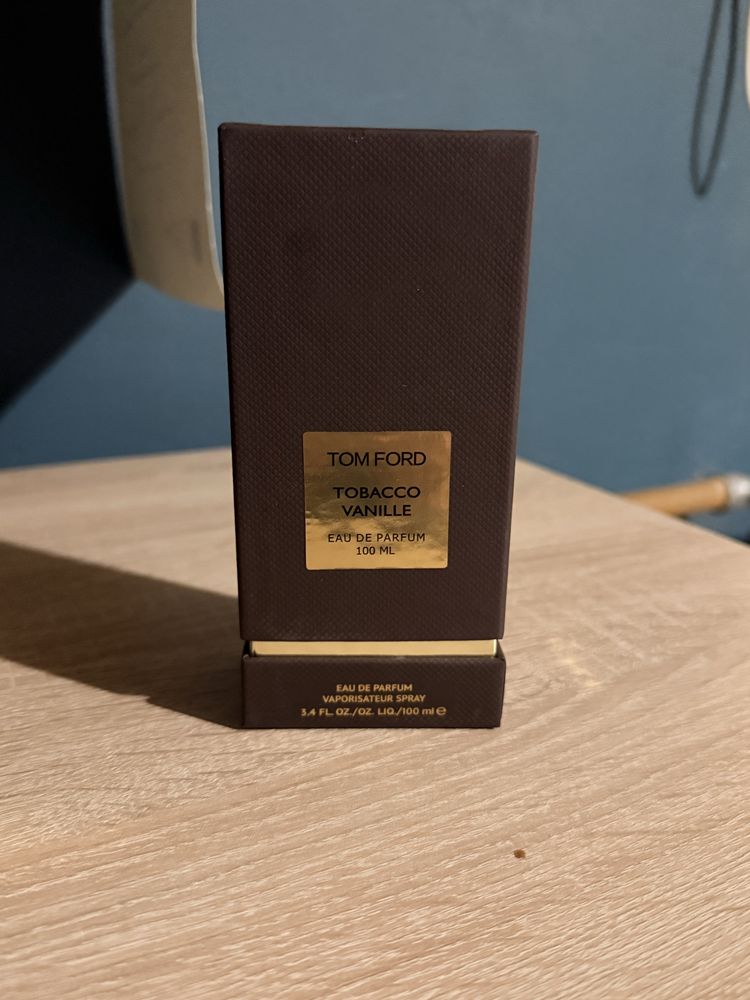 TOM FORD
TOBACCO
VANILLE
EAU DE PARFUM
100 ML
EAU DE PARFUM
VAPORISATEUR SPRAY
3.4 FL. OZ./OZ. LIQ./100 ml ℮